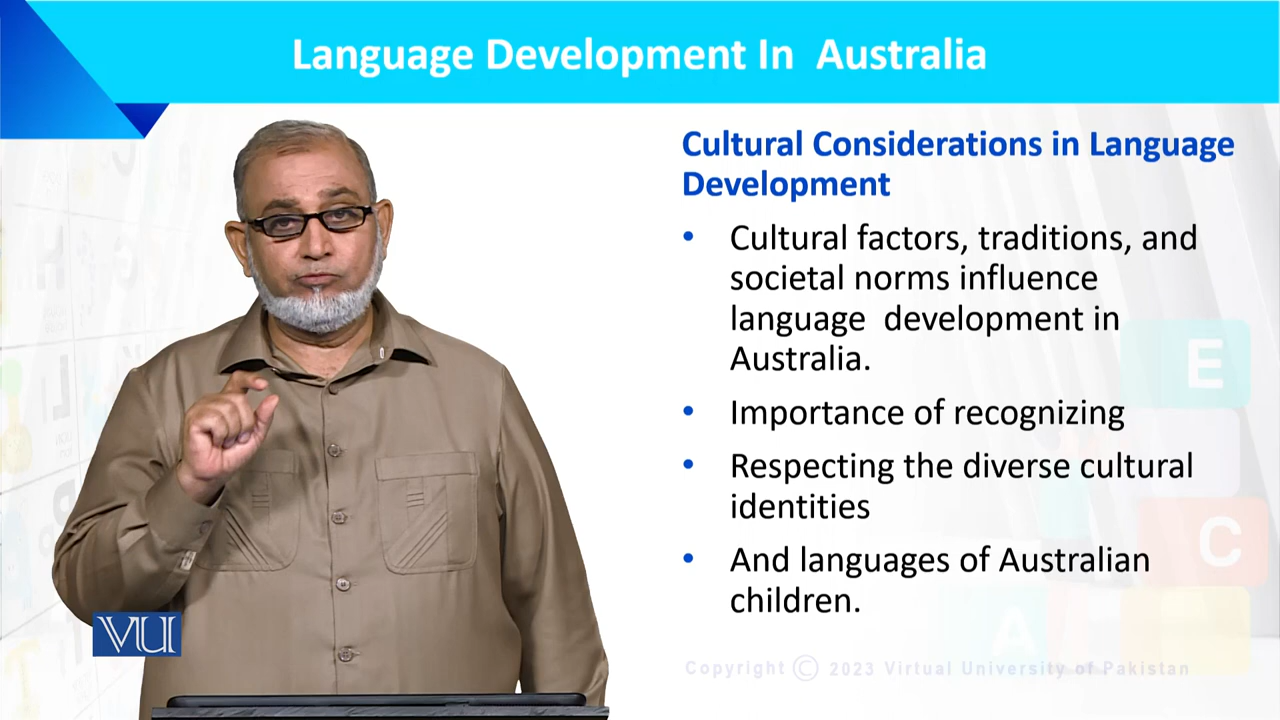 Language Development In  Australia
Cultural Considerations in Language
Development
• Cultural factors, traditions, and
societal norms influence
language  development in
Australia.
• Importance of recognizing
• Respecting the diverse cultural
identities
• And languages of Australian
children.
E
C
A
VU
Copyright © 2023 Virtual University of Pakistan